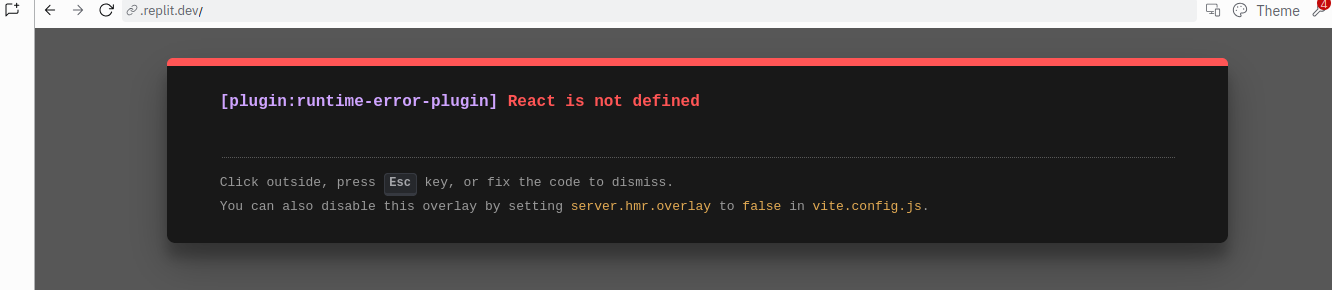 .replit.dev/
Theme
4
[plugin:runtime-error-plugin] React is not defined
Click outside, press Esc key, or fix the code to dismiss.
You can also disable this overlay by setting server.hmr.overlay to false in vite.config.js.